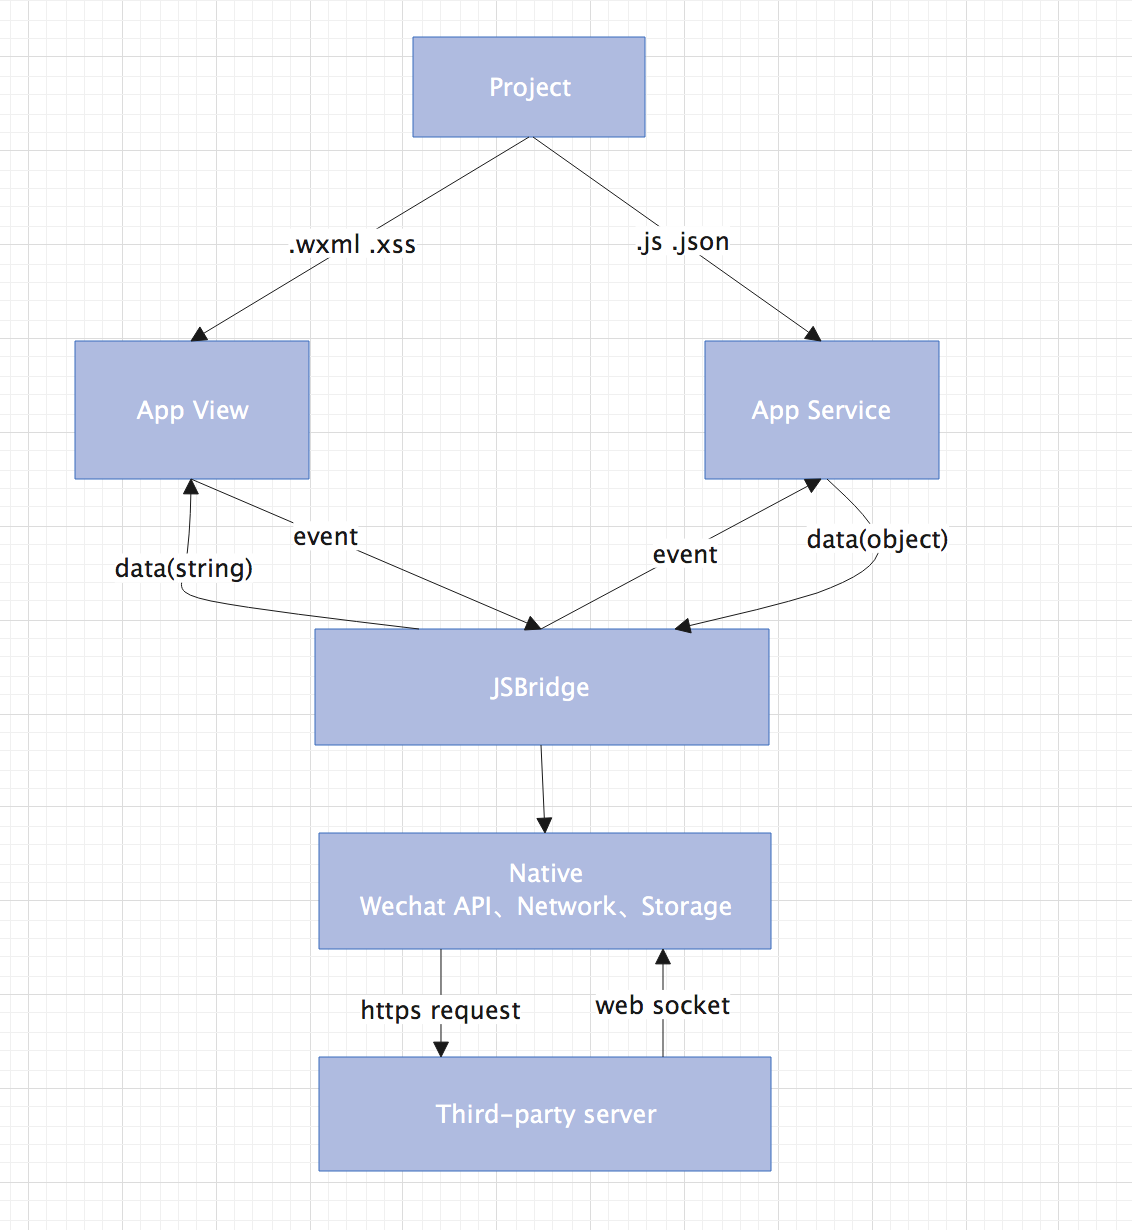 Project
.wxml .xss
.js .json
App View
App Service
event
data(string)
event
data(object)
JSBridge
Native
Wechat API、Network、Storage
https request
web socket
Third-party server